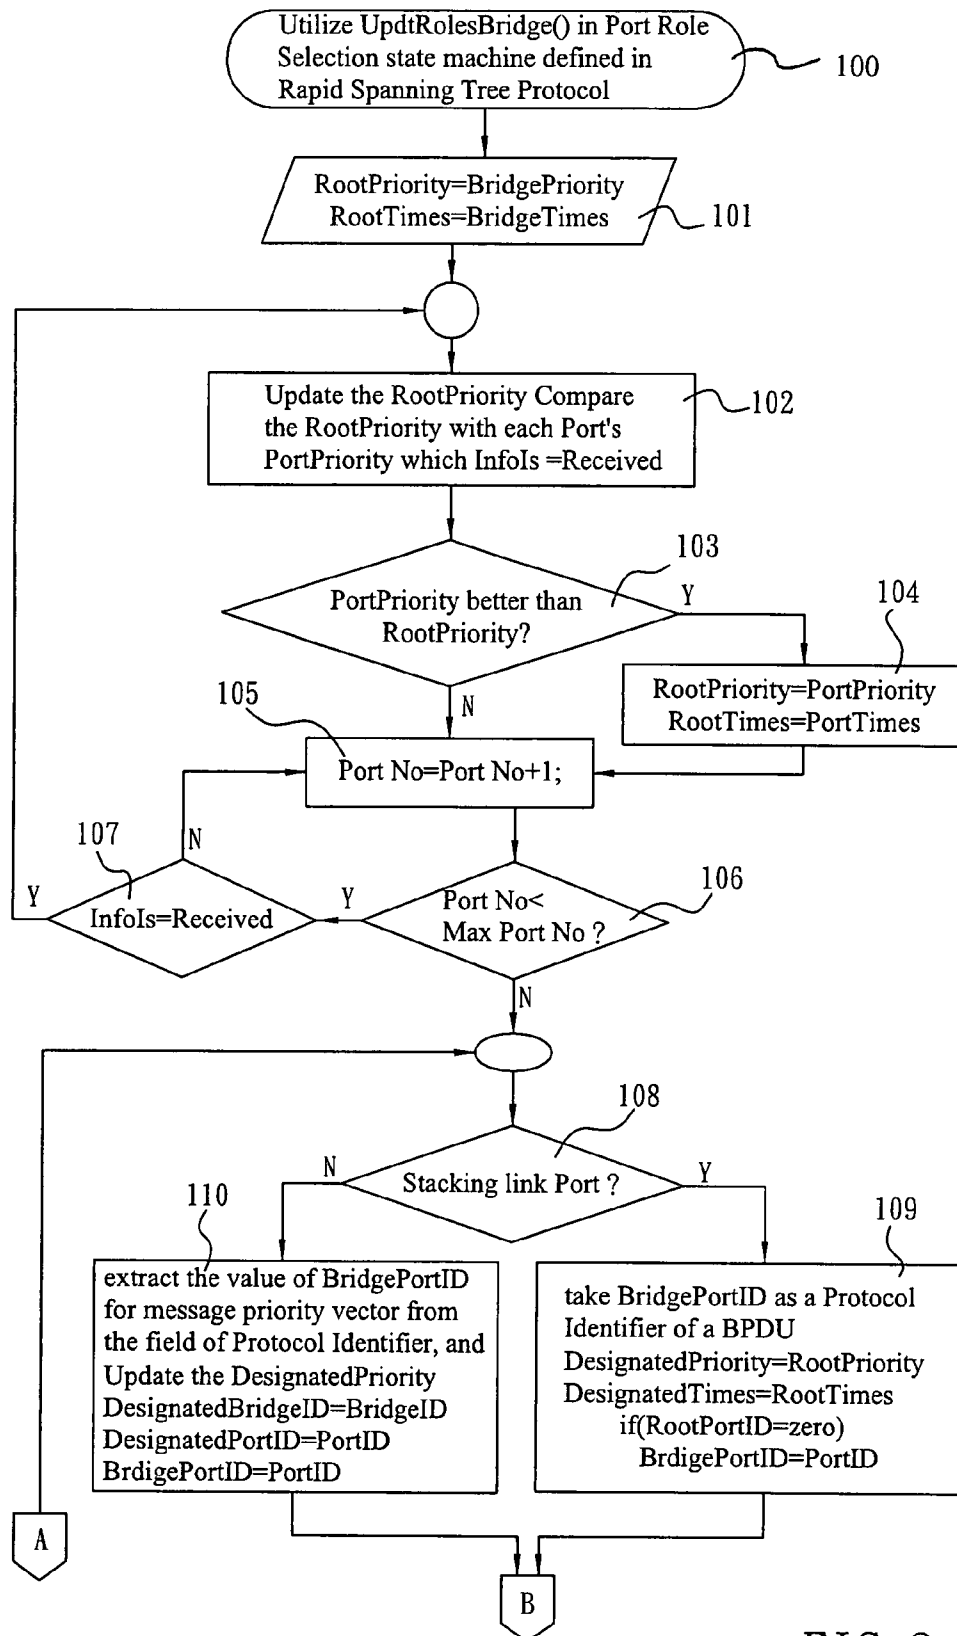 Utilize UpdtRolesBridge() in Port Role
Selection state machine defined in
Rapid Spanning Tree Protocol
100
RootPriority=BridgePriority
RootTimes=BridgeTimes
101
Update the RootPriority Compare
the RootPriority with each Port's
PortPriority which InfoIs =Received
102
103
PortPriority better than
RootPriority?
Y
N
104
RootPriority=PortPriority
RootTimes=PortTimes
105
Port No=Port No+1;
107
N
Y
InfoIs=Received
Y
Port No<
Max Port No ?
106
N
108
Stacking link Port ?
N
Y
110
extract the value of BridgePortID
for message priority vector from
the field of Protocol Identifier, and
Update the DesignatedPriority
DesignatedBridgeID=BridgeID
DesignatedPortID=PortID
BrdigePortID=PortID
109
take BridgePortID as a Protocol
Identifier of a BPDU
DesignatedPriority=RootPriority
DesignatedTimes=RootTimes
if(RootPortID=zero)
BrdigePortID=PortID
A
B